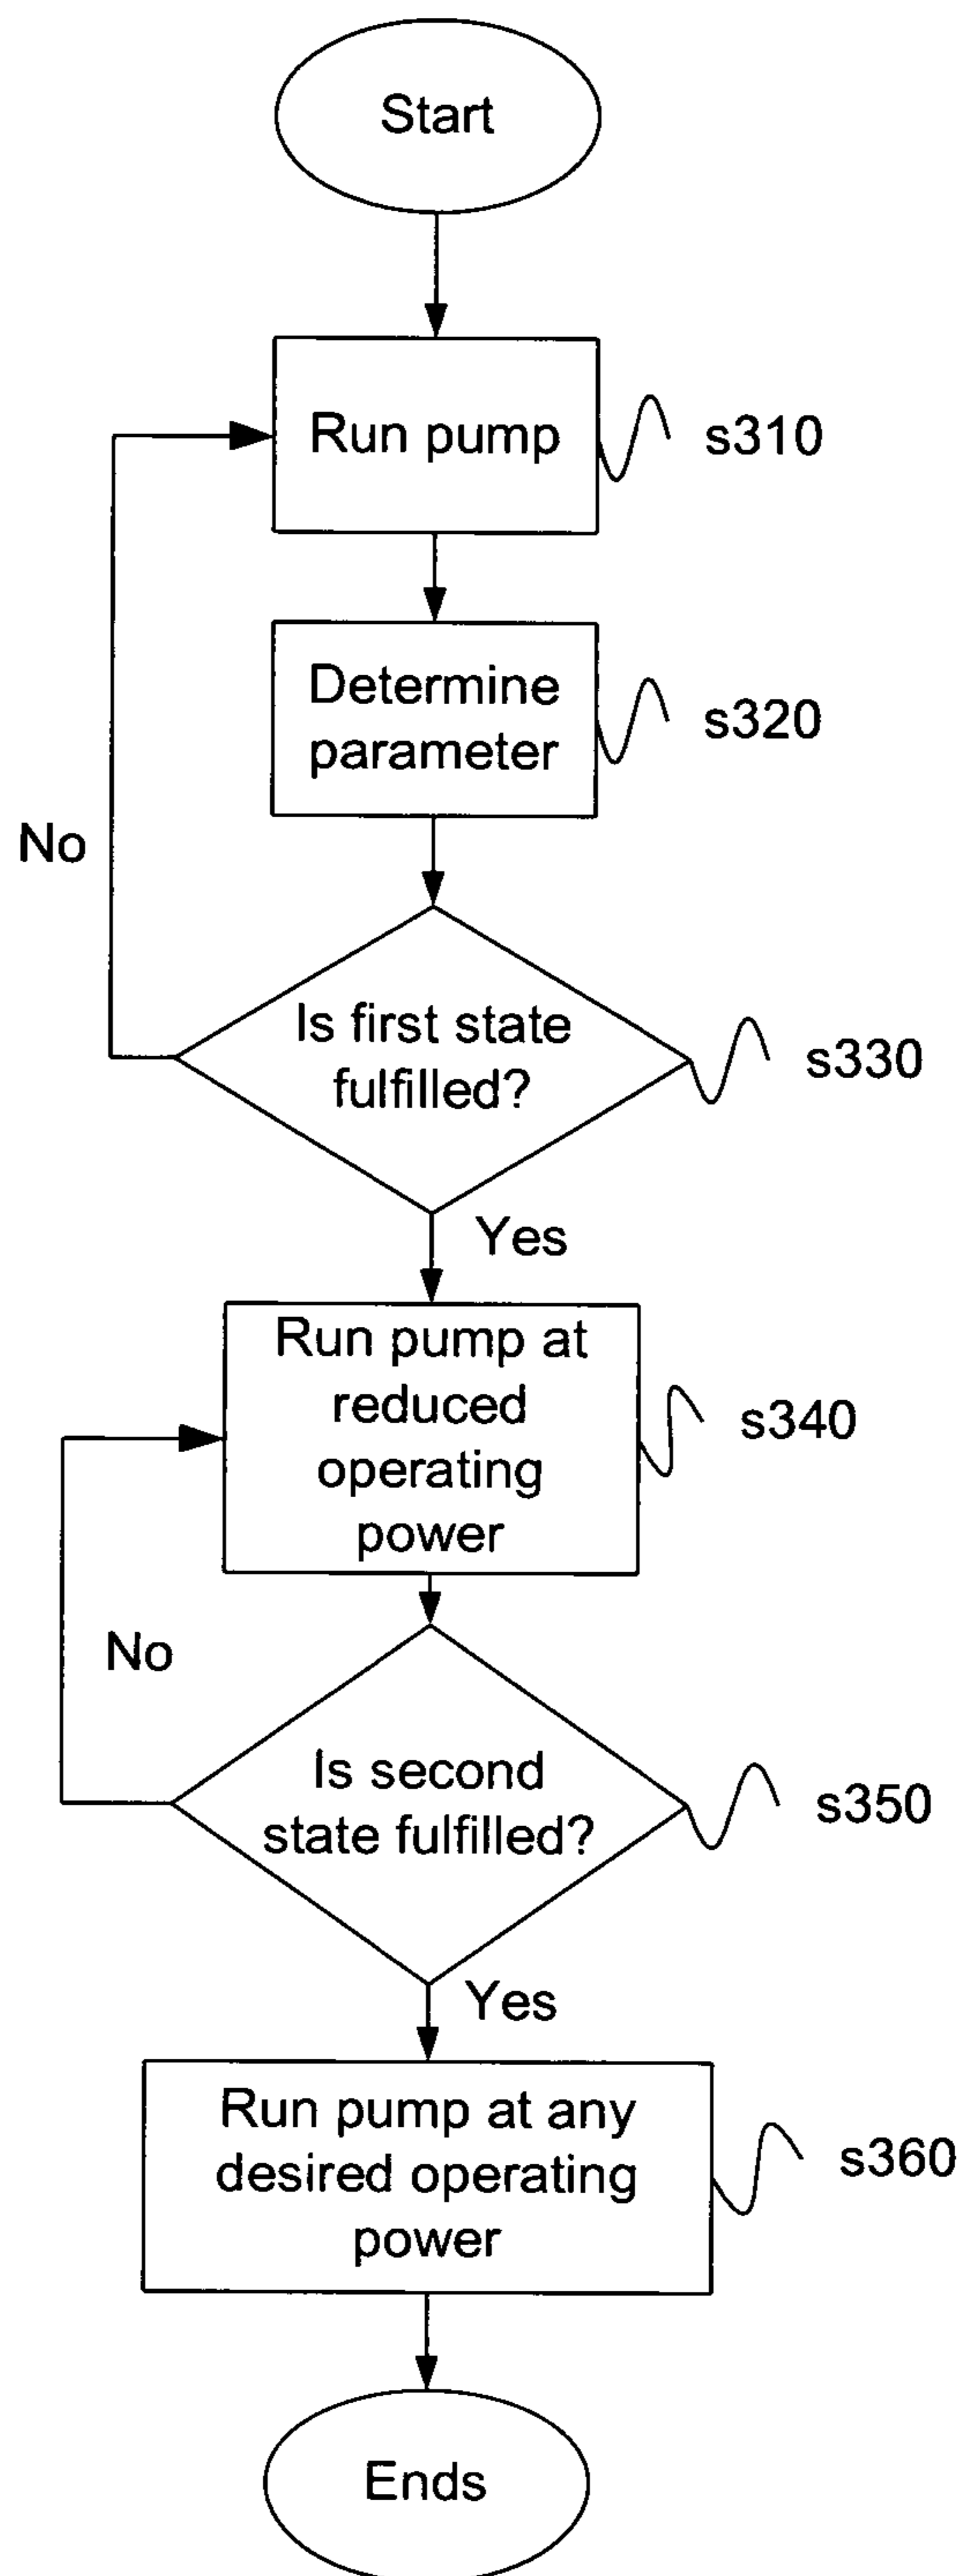 Start
Run pump
s310
Determine
parameter
s320
No
Is first state
fulfilled?
s330
Yes
Run pump at
reduced
operating
power
s340
No
Is second
state fulfilled?
s350
Yes
Run pump at any
desired operating
power
s360
Ends